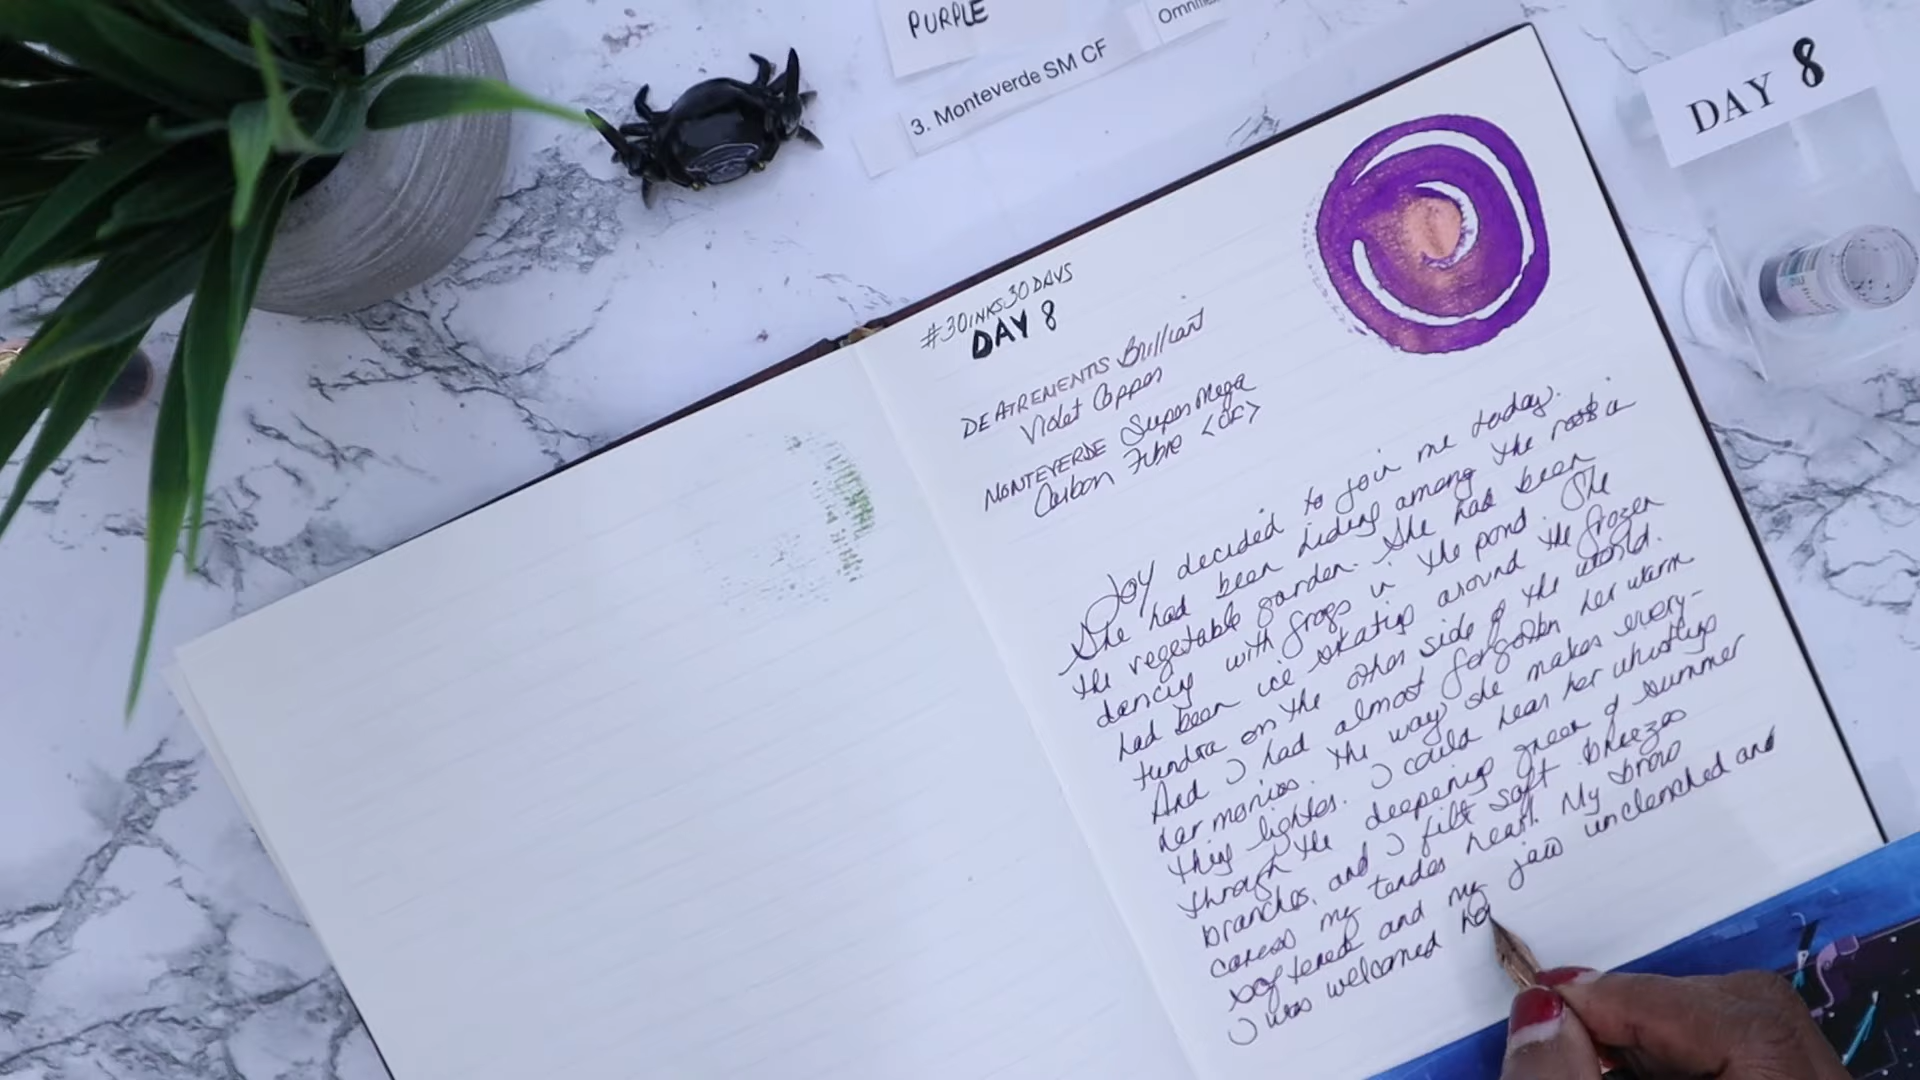 PURPLE
3. Monteverde SM CF
DAY 8
#30INKS30DAYS
DAY 8
DE ATRAMENTIS Brilliant
Violet Copper
MONTEVERDE Super Mega
Carbon Fibre <CF>
Joy decided to join me today.
She had been hiding among the roots in
the vegetable garden. She had been
dancing with frogs in the pond. She
had been ice skating around the frozen
tundra on the other side of the world.
And I had almost forgotten her warm
harmonies. The way she makes every-
thing lighter. I could hear her whistling
through the deepening green of summer
branches, and I felt soft breezes
caress my tender heart. My brow
softened and my jaw unclenched and
I was welcomed